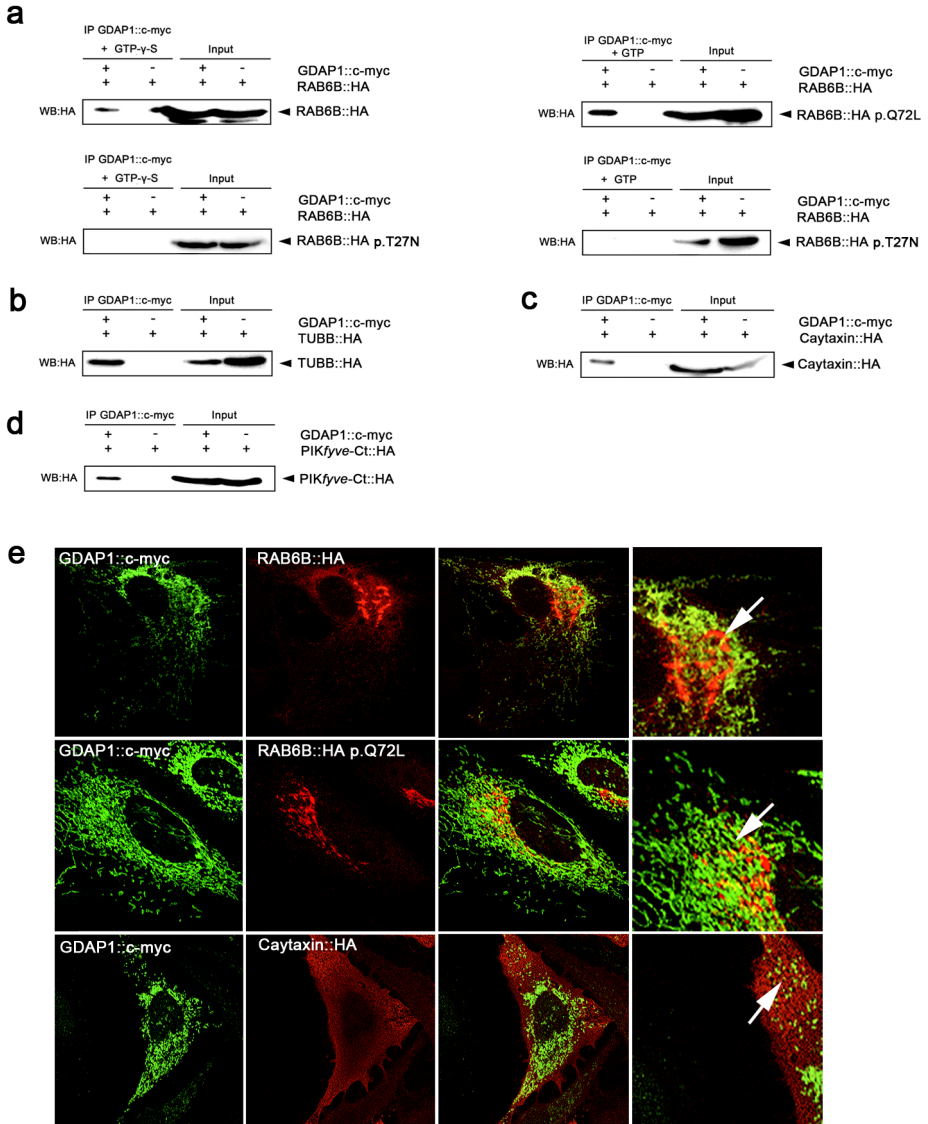 a
IP GDAP1::c-myc
+ GTP-γ-S Input
+ - + - GDAP1::c-myc
+ + + + RAB6B::HA
WB:HA RAB6B::HA
IP GDAP1::c-myc
+ GTP Input
+ - + - GDAP1::c-myc
+ + + + RAB6B::HA
WB:HA RAB6B::HA p.Q72L
IP GDAP1::c-myc
+ GTP-γ-S Input
+ - + - GDAP1::c-myc
+ + + + RAB6B::HA
WB:HA RAB6B::HA p.T27N
IP GDAP1::c-myc
+ GTP Input
+ - + - GDAP1::c-myc
+ + + + RAB6B::HA
WB:HA RAB6B::HA p.T27N
b
IP GDAP1::c-myc Input
+ - + - GDAP1::c-myc
+ + + + TUBB::HA
WB:HA TUBB::HA
c
IP GDAP1::c-myc Input
+ - + - GDAP1::c-myc
+ + + + Caytaxin::HA
WB:HA Caytaxin::HA
d
IP GDAP1::c-myc Input
+ - + - GDAP1::c-myc
+ + + + PIKfyve-Ct::HA
WB:HA PIKfyve-Ct::HA
e
GDAP1::c-myc RAB6B::HA
GDAP1::c-myc RAB6B::HA p.Q72L
GDAP1::c-myc Caytaxin::HA